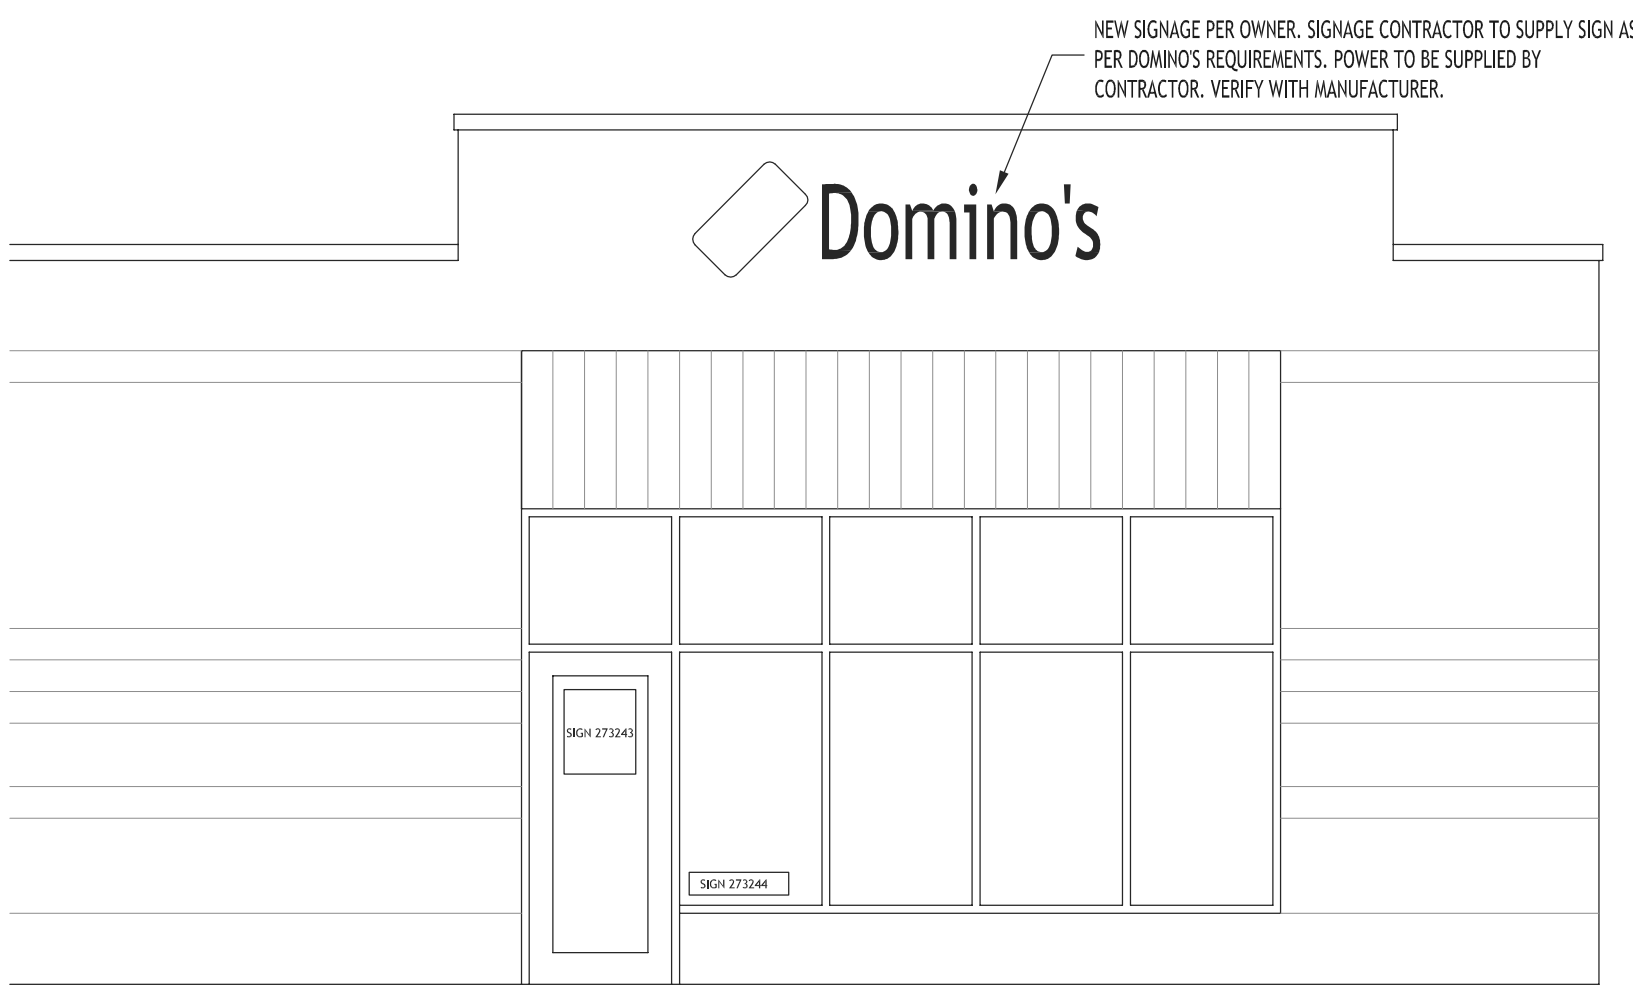 NEW SIGNAGE PER OWNER. SIGNAGE CONTRACTOR TO SUPPLY SIGN AS
PER DOMINO'S REQUIREMENTS. POWER TO BE SUPPLIED BY
CONTRACTOR. VERIFY WITH MANUFACTURER.
Domino's
SIGN 273243
SIGN 273244